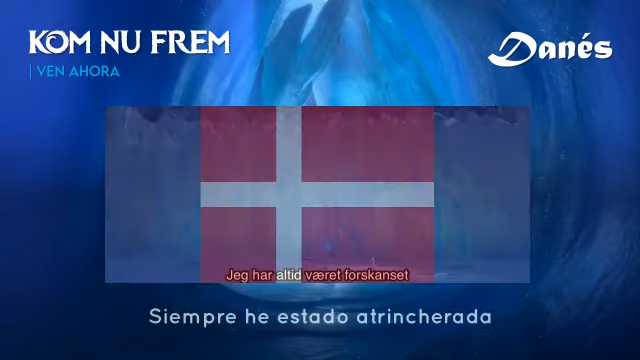 KOM NU FREM
Danés
| VEN AHORA
Jeg har altid været forskanset
Siempre he estado atrincherada